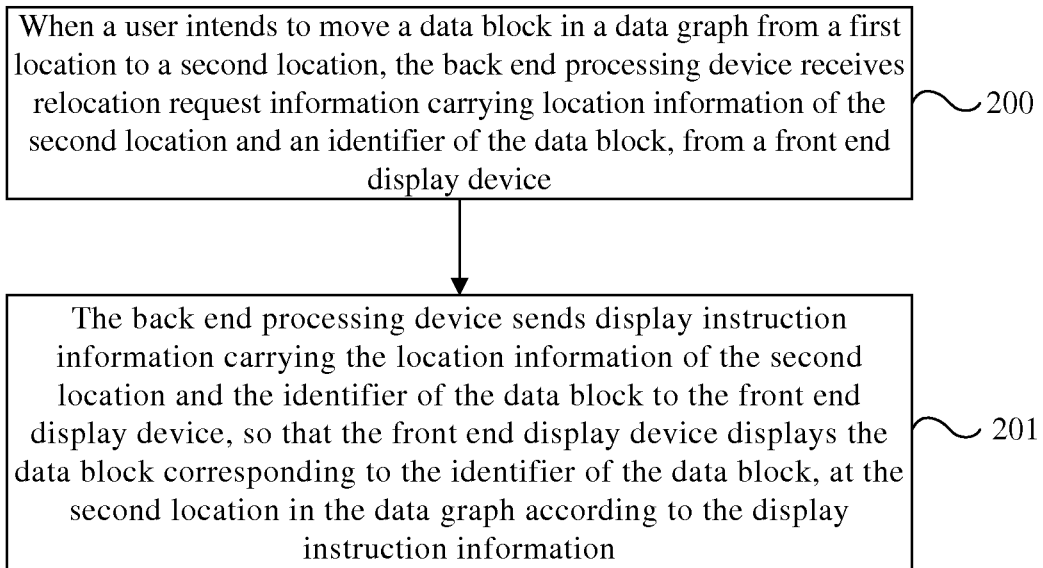 When a user intends to move a data block in a data graph from a first
location to a second location, the back end processing device receives
relocation request information carrying location information of the
second location and an identifier of the data block, from a front end
display device
200
The back end processing device sends display instruction
information carrying the location information of the second
location and the identifier of the data block to the front end
display device, so that the front end display device displays the
data block corresponding to the identifier of the data block, at the
second location in the data graph according to the display
instruction information
201